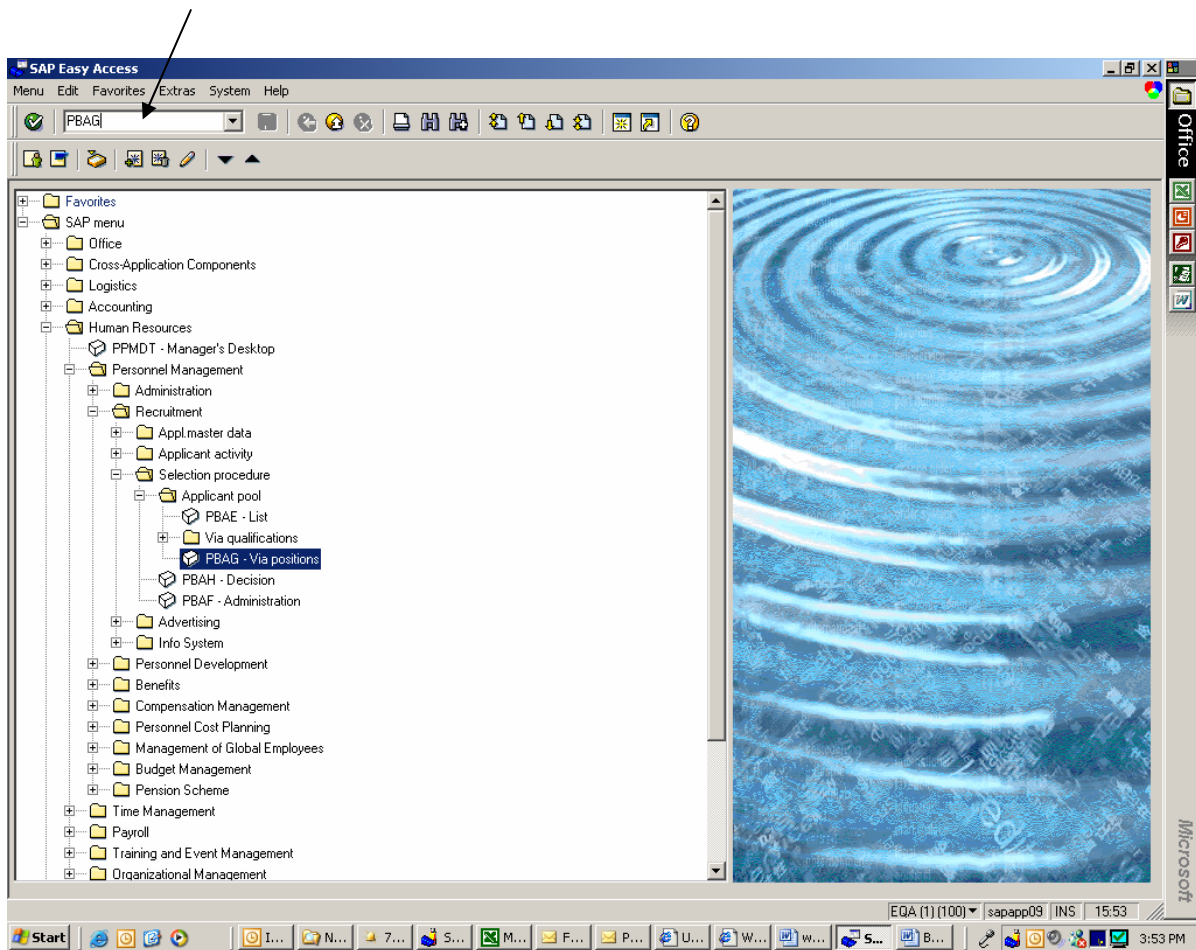 SAP Easy Access
Menu Edit Favorites Extras System Help
PBAG
Office
Favorites
SAP menu
Office
Cross-Application Components
Logistics
Accounting
Human Resources
PPMDT - Manager's Desktop
Personnel Management
Administration
Recruitment
Appl.master data
Applicant activity
Selection procedure
Applicant pool
PBAE - List
Via qualifications
PBAG - Via positions
PBAH - Decision
PBAF - Administration
Advertising
Info System
Personnel Development
Benefits
Compensation Management
Personnel Cost Planning
Management of Global Employees
Budget Management
Pension Scheme
Time Management
Payroll
Training and Event Management
Organizational Management
Microsoft
EQA (1) (100) sapapp09 INS 15:53
Start I... N... 7... S... M... F... P... U... W... w... S... B... 3:53 PM